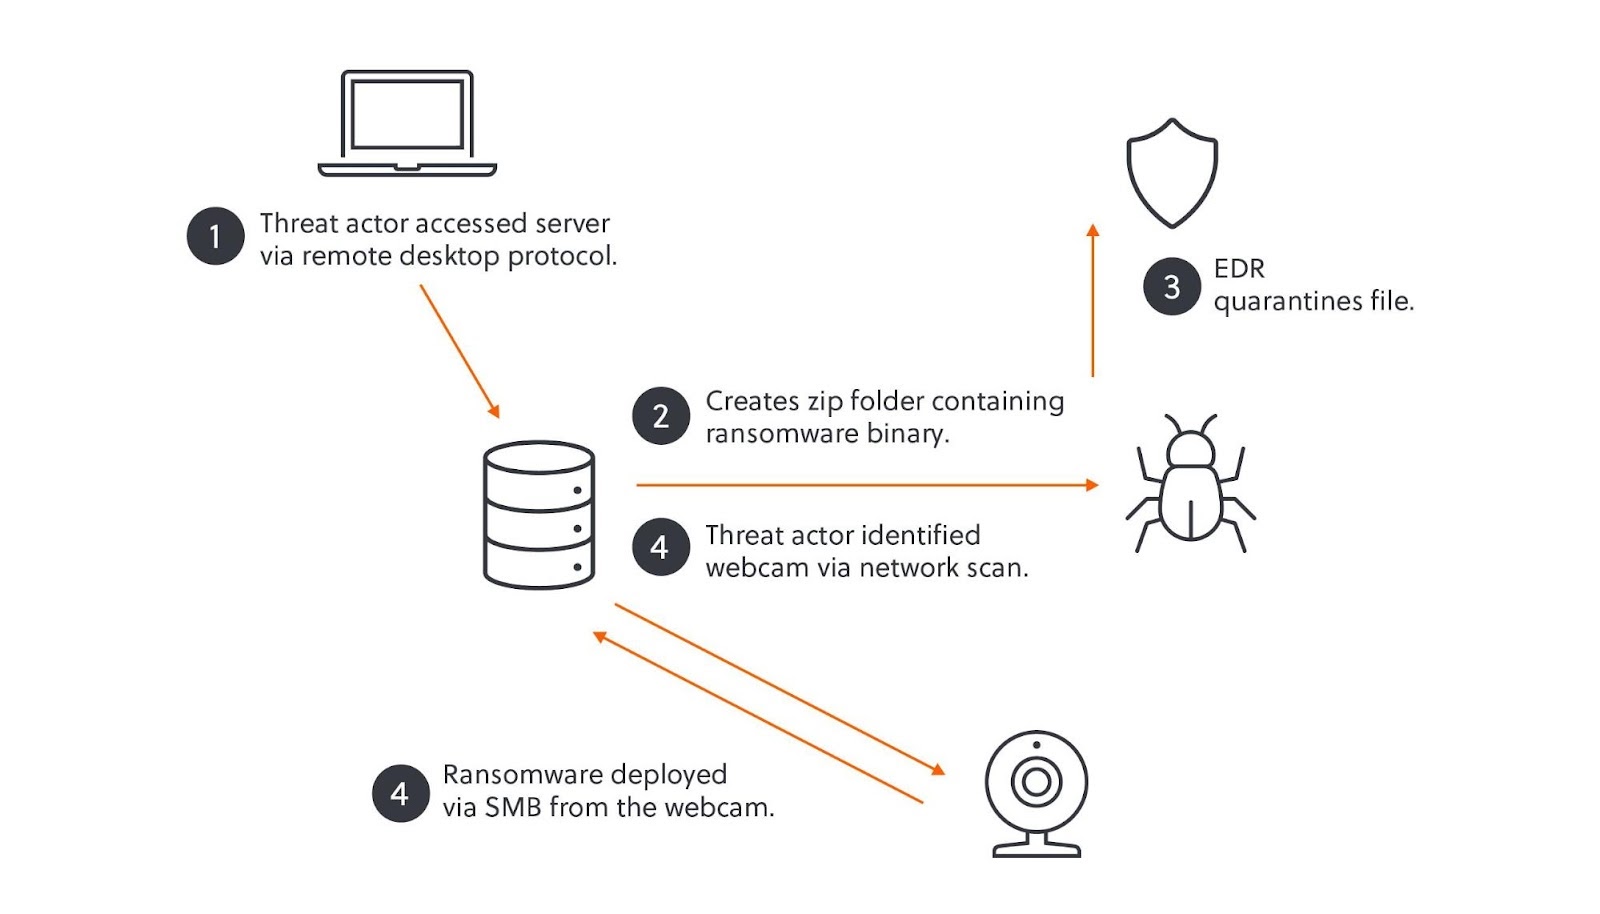 1
Threat actor accessed server
via remote desktop protocol.
2
Creates zip folder containing
ransomware binary.
3
EDR
quarantines file.
4
Threat actor identified
webcam via network scan.
4
Ransomware deployed
via SMB from the webcam.